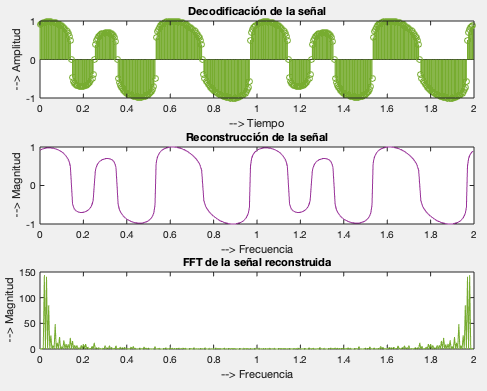 Decodificación de la señal
--> Amplitud
1
0
-1
0 0.2 0.4 0.6 0.8 1 1.2 1.4 1.6 1.8 2
--> Tiempo
Reconstrucción de la señal
--> Magnitud
1
0
-1
0 0.2 0.4 0.6 0.8 1 1.2 1.4 1.6 1.8 2
--> Frecuencia
FFT de la señal reconstruida
--> Magnitud
150
100
50
0
0 0.2 0.4 0.6 0.8 1 1.2 1.4 1.6 1.8 2
--> Frecuencia